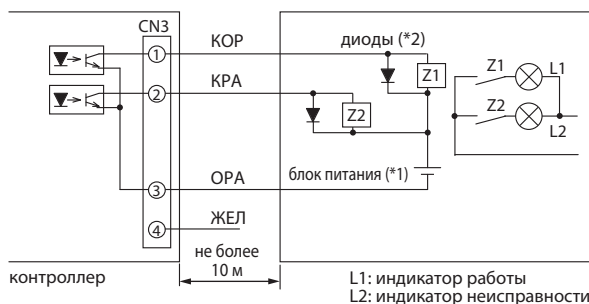 CN3
1 КОР диоды (*2)
Z1 Z1 L1
2 КРА
Z2 Z2 L2
3 ОРА блок питания (*1)
4 ЖЕЛ
не более
10 м
контроллер
L1: индикатор работы
L2: индикатор неисправности